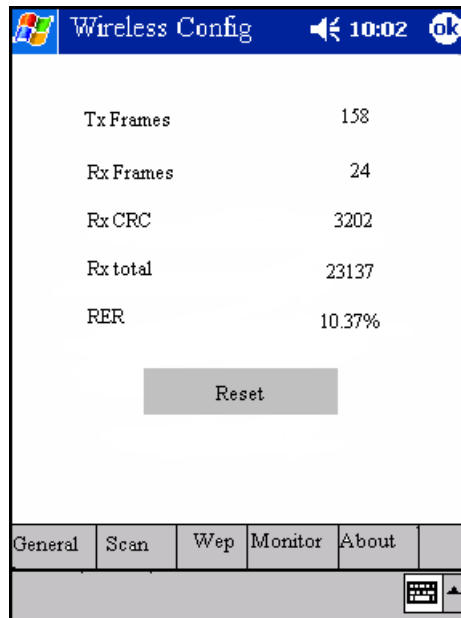 Wireless Config 10:02 ok
Tx Frames 158
Rx Frames 24
Rx CRC 3202
Rx total 23137
RER 10.37%
Reset
General Scan Wep Monitor About